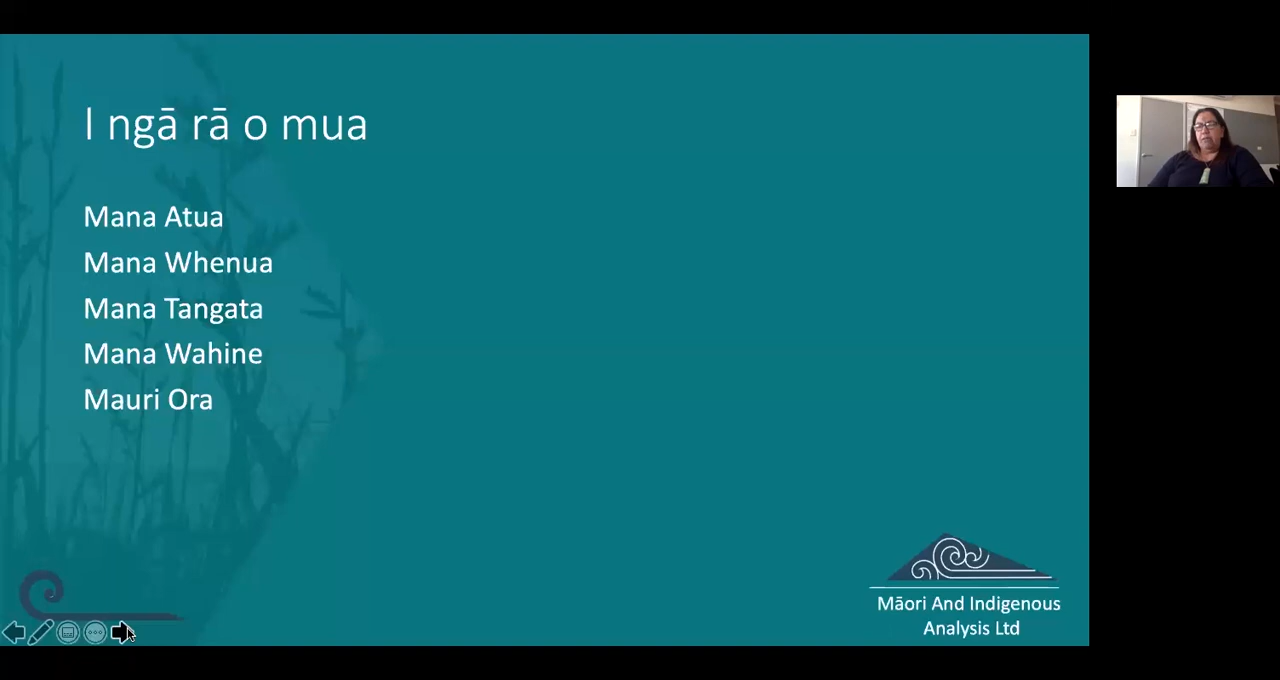 I ngā rā o mua
Mana Atua
Mana Whenua
Mana Tangata
Mana Wahine
Mauri Ora
Māori And Indigenous
Analysis Ltd